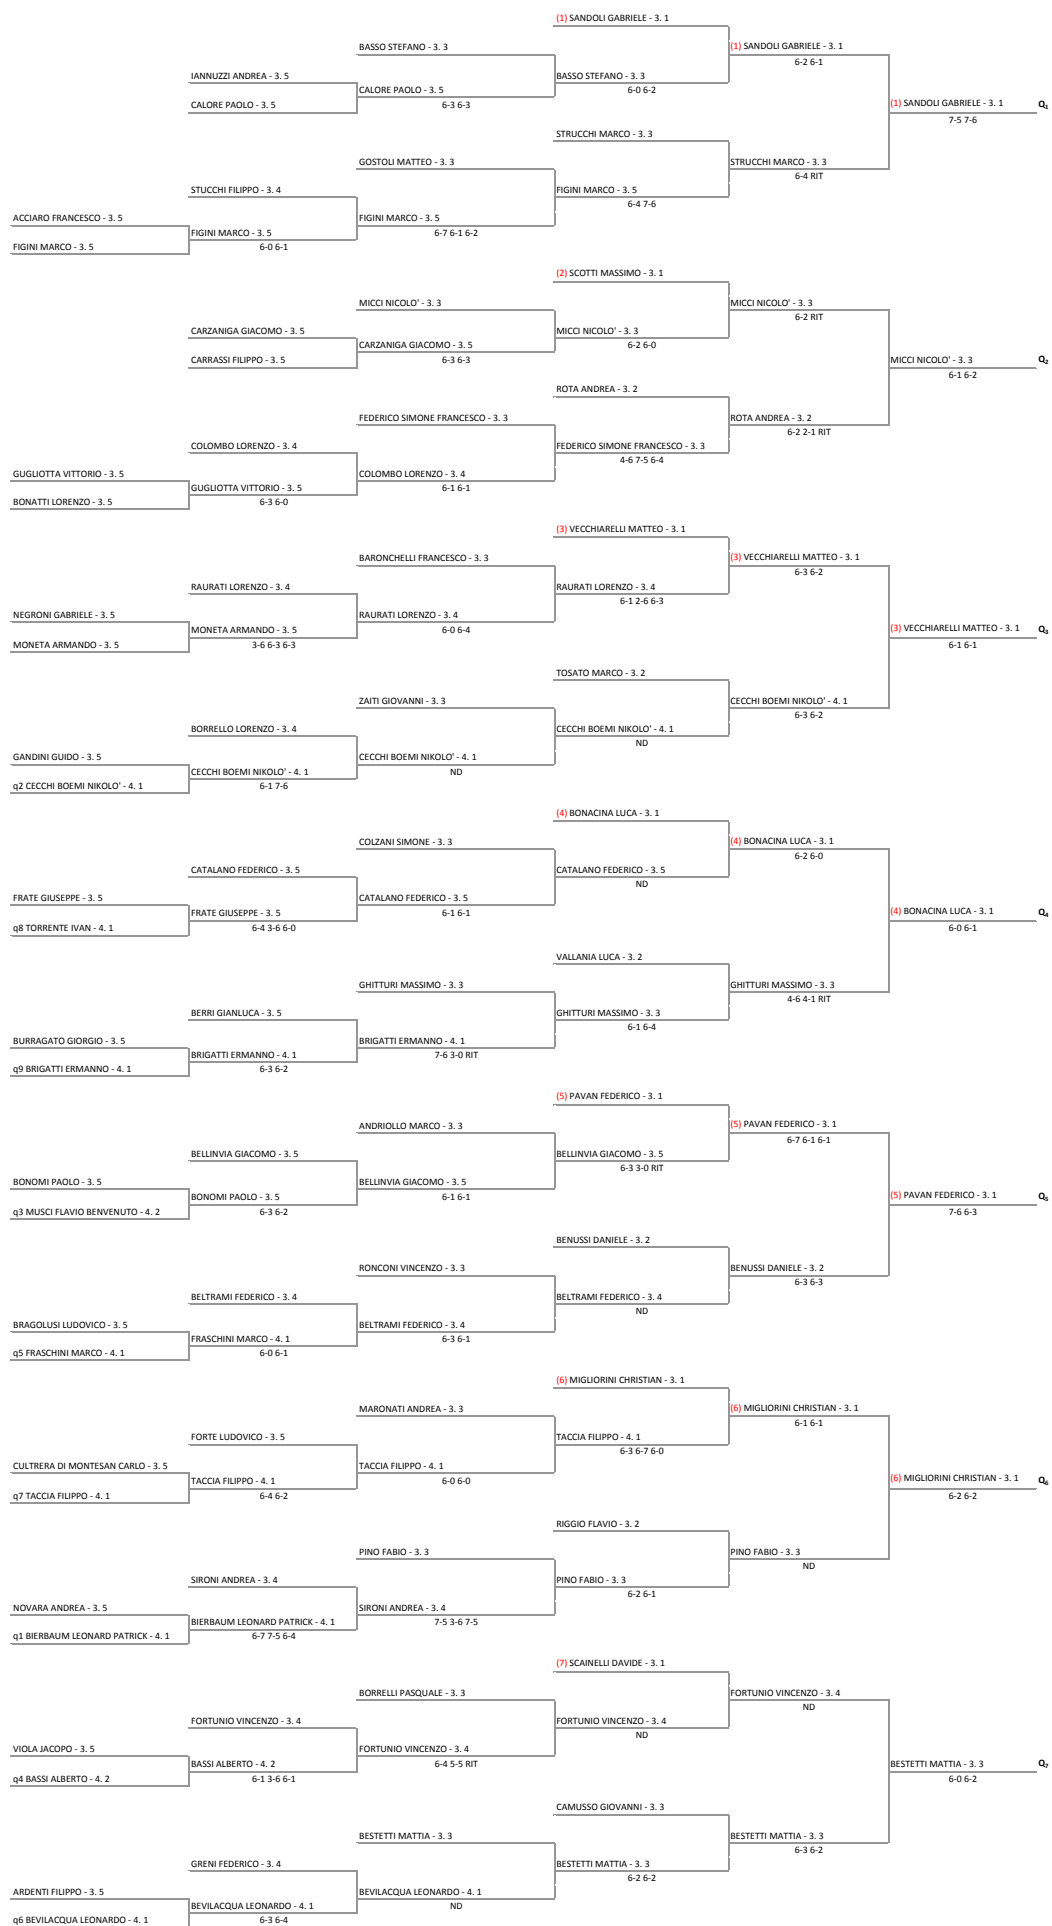 (1) SANDOLI GABRIELE - 3. 1
BASSO STEFANO - 3. 3
(1) SANDOLI GABRIELE - 3. 1
6-2 6-1
IANNUZZI ANDREA - 3. 5
BASSO STEFANO - 3. 3
CALORE PAOLO - 3. 5
6-0 6-2
CALORE PAOLO - 3. 5
6-3 6-3
(1) SANDOLI GABRIELE - 3. 1
Q₁
7-5 7-6
STRUCCHI MARCO - 3. 3
GOSTOLI MATTEO - 3. 3
STRUCCHI MARCO - 3. 3
6-4 RIT
STUCCHI FILIPPO - 3. 4
FIGINI MARCO - 3. 5
6-4 7-6
ACCIARO FRANCESCO - 3. 5
FIGINI MARCO - 3. 5
FIGINI MARCO - 3. 5
6-7 6-1 6-2
FIGINI MARCO - 3. 5
6-0 6-1
(2) SCOTTI MASSIMO - 3. 1
MICCI NICOLO' - 3. 3
MICCI NICOLO' - 3. 3
6-2 RIT
CARZANIGA GIACOMO - 3. 5
MICCI NICOLO' - 3. 3
CARZANIGA GIACOMO - 3. 5
6-2 6-0
CARRASSI FILIPPO - 3. 5
6-3 6-3
MICCI NICOLO' - 3. 3
Q₂
6-1 6-2
ROTA ANDREA - 3. 2
FEDERICO SIMONE FRANCESCO - 3. 3
ROTA ANDREA - 3. 2
6-2 2-1 RIT
COLOMBO LORENZO - 3. 4
FEDERICO SIMONE FRANCESCO - 3. 3
4-6 7-5 6-4
GUGLIOTTA VITTORIO - 3. 5
COLOMBO LORENZO - 3. 4
GUGLIOTTA VITTORIO - 3. 5
6-1 6-1
BONATTI LORENZO - 3. 5
6-3 6-0
(3) VECCHIARELLI MATTEO - 3. 1
BARONCHELLI FRANCESCO - 3. 3
(3) VECCHIARELLI MATTEO - 3. 1
6-3 6-2
RAURATI LORENZO - 3. 4
RAURATI LORENZO - 3. 4
6-1 2-6 6-3
NEGRONI GABRIELE - 3. 5
RAURATI LORENZO - 3. 4
MONETA ARMANDO - 3. 5
6-0 6-4
(3) VECCHIARELLI MATTEO - 3. 1
Q₃
MONETA ARMANDO - 3. 5
3-6 6-3 6-3
6-1 6-1
TOSATO MARCO - 3. 2
ZAITI GIOVANNI - 3. 3
CECCHI BOEMI NIKOLO' - 4. 1
6-3 6-2
BORRELLO LORENZO - 3. 4
CECCHI BOEMI NIKOLO' - 4. 1
ND
GANDINI GUIDO - 3. 5
CECCHI BOEMI NIKOLO' - 4. 1
CECCHI BOEMI NIKOLO' - 4. 1
ND
q2 CECCHI BOEMI NIKOLO' - 4. 1
6-1 7-6
(4) BONACINA LUCA - 3. 1
COLZANI SIMONE - 3. 3
(4) BONACINA LUCA - 3. 1
6-2 6-0
CATALANO FEDERICO - 3. 5
CATALANO FEDERICO - 3. 5
ND
FRATE GIUSEPPE - 3. 5
CATALANO FEDERICO - 3. 5
FRATE GIUSEPPE - 3. 5
6-1 6-1
(4) BONACINA LUCA - 3. 1
Q₄
q8 TORRENTE IVAN - 4. 1
6-4 3-6 6-0
6-0 6-1
VALLANIA LUCA - 3. 2
GHITTURI MASSIMO - 3. 3
GHITTURI MASSIMO - 3. 3
4-6 4-1 RIT
BERRI GIANLUCA - 3. 5
GHITTURI MASSIMO - 3. 3
6-1 6-4
BURRAGATO GIORGIO - 3. 5
BRIGATTI ERMANNO - 4. 1
BRIGATTI ERMANNO - 4. 1
7-6 3-0 RIT
q9 BRIGATTI ERMANNO - 4. 1
6-3 6-2
(5) PAVAN FEDERICO - 3. 1
ANDRIOLLO MARCO - 3. 3
(5) PAVAN FEDERICO - 3. 1
6-7 6-1 6-1
BELLINVIA GIACOMO - 3. 5
BELLINVIA GIACOMO - 3. 5
6-3 3-0 RIT
BONOMI PAOLO - 3. 5
BELLINVIA GIACOMO - 3. 5
BONOMI PAOLO - 3. 5
6-1 6-1
(5) PAVAN FEDERICO - 3. 1
Q₅
q3 MUSCI FLAVIO BENVENUTO - 4. 2
6-3 6-2
7-6 6-3
BENUSSI DANIELE - 3. 2
RONCONI VINCENZO - 3. 3
BENUSSI DANIELE - 3. 2
6-3 6-3
BELTRAMI FEDERICO - 3. 4
BELTRAMI FEDERICO - 3. 4
ND
BRAGOLUSI LUDOVICO - 3. 5
BELTRAMI FEDERICO - 3. 4
FRASCHINI MARCO - 4. 1
6-3 6-1
q5 FRASCHINI MARCO - 4. 1
6-0 6-1
(6) MIGLIORINI CHRISTIAN - 3. 1
MARONATI ANDREA - 3. 3
(6) MIGLIORINI CHRISTIAN - 3. 1
6-1 6-1
FORTE LUDOVICO - 3. 5
TACCIA FILIPPO - 4. 1
6-3 6-7 6-0
CULTRERA DI MONTESAN CARLO - 3. 5
TACCIA FILIPPO - 4. 1
TACCIA FILIPPO - 4. 1
6-0 6-0
(6) MIGLIORINI CHRISTIAN - 3. 1
Q₆
q7 TACCIA FILIPPO - 4. 1
6-4 6-2
6-2 6-2
RIGGIO FLAVIO - 3. 2
PINO FABIO - 3. 3
PINO FABIO - 3. 3
ND
SIRONI ANDREA - 3. 4
PINO FABIO - 3. 3
6-2 6-1
NOVARA ANDREA - 3. 5
SIRONI ANDREA - 3. 4
BIERBAUM LEONARD PATRICK - 4. 1
7-5 3-6 7-5
q1 BIERBAUM LEONARD PATRICK - 4. 1
6-7 7-5 6-4
(7) SCAINELLI DAVIDE - 3. 1
BORRELLI PASQUALE - 3. 3
FORTUNIO VINCENZO - 3. 4
ND
FORTUNIO VINCENZO - 3. 4
FORTUNIO VINCENZO - 3. 4
ND
VIOLA JACOPO - 3. 5
FORTUNIO VINCENZO - 3. 4
BASSI ALBERTO - 4. 2
6-4 5-5 RIT
BESTETTI MATTIA - 3. 3
Q₇
q4 BASSI ALBERTO - 4. 2
6-1 3-6 6-1
6-0 6-2
CAMUSSO GIOVANNI - 3. 3
BESTETTI MATTIA - 3. 3
BESTETTI MATTIA - 3. 3
6-3 6-2
GRENI FEDERICO - 3. 4
BESTETTI MATTIA - 3. 3
6-2 6-2
ARDENTI FILIPPO - 3. 5
BEVILACQUA LEONARDO - 4. 1
BEVILACQUA LEONARDO - 4. 1
ND
q6 BEVILACQUA LEONARDO - 4. 1
6-3 6-4